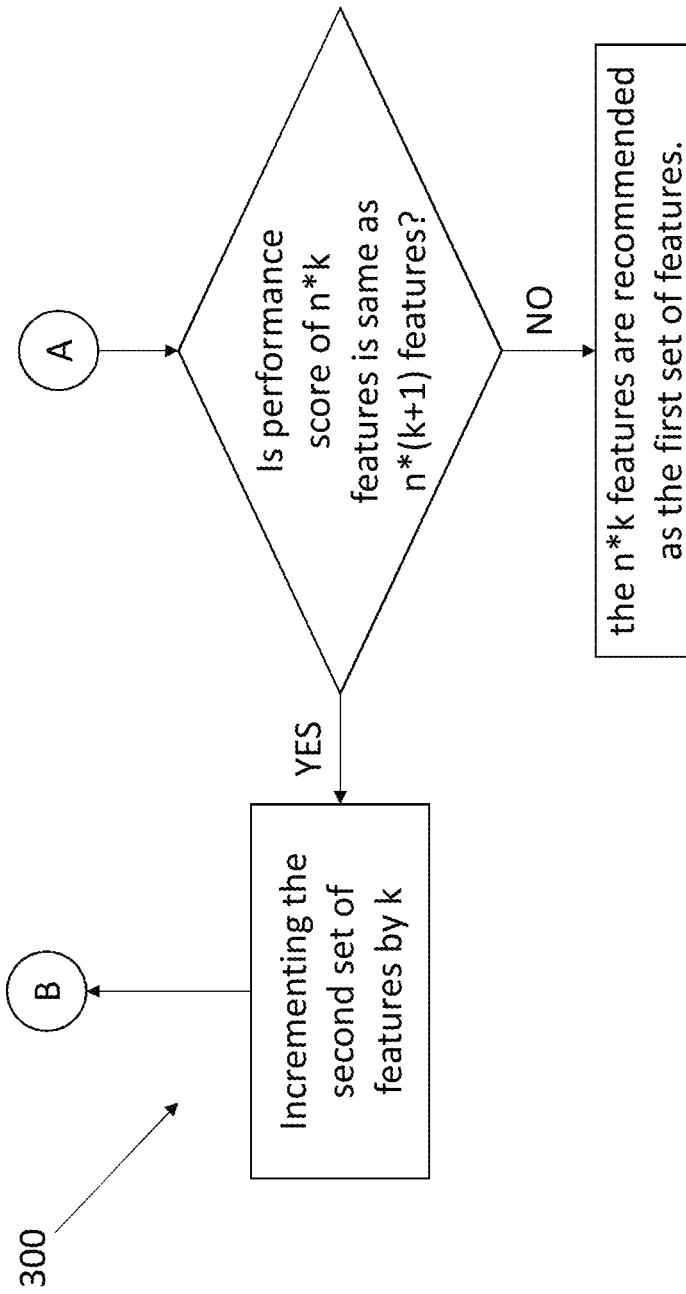 300
B
Incrementing the
second set of
features by k
YES
A
Is performance
score of n*k
features is same as
n*(k+1) features?
NO
the n*k features are recommended
as the first set of features.